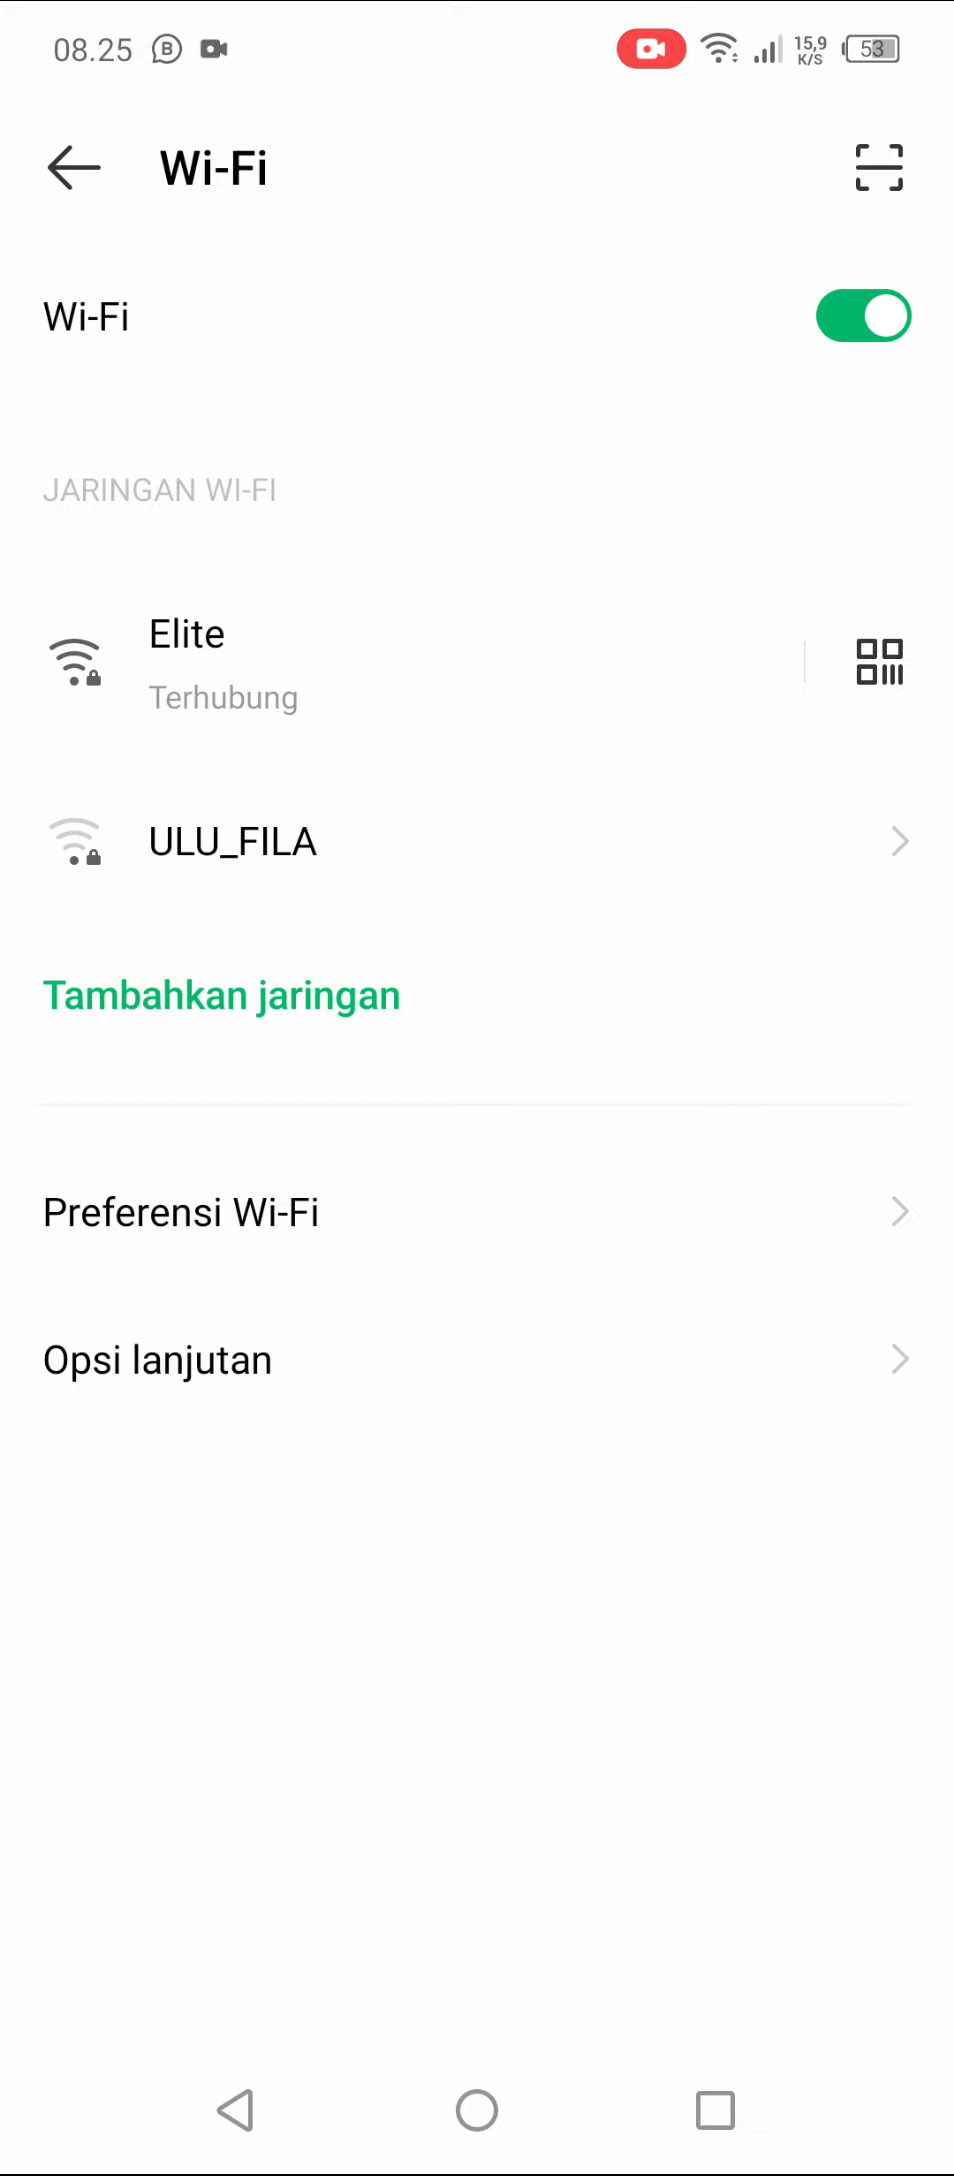 08.25 B 15,9 K/S 53
Wi-Fi
Wi-Fi
JARINGAN WI-FI
Elite
Terhubung
ULU_FILA
Tambahkan jaringan
Preferensi Wi-Fi
Opsi lanjutan